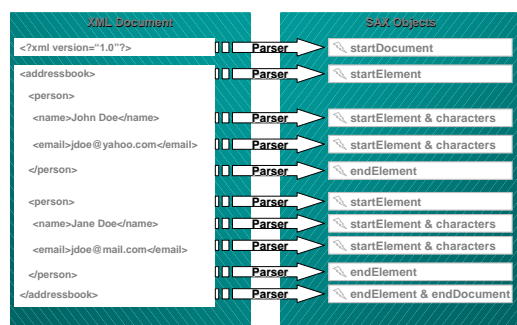 XML Document
SAX Objects
<?xml version=“1.0”?>
Parser
startDocument
<addressbook>
Parser
startElement
<person>
<name>John Doe</name>
Parser
startElement & characters
<email>jdoe@yahoo.com</email>
Parser
startElement & characters
</person>
Parser
endElement
<person>
Parser
startElement
<name>Jane Doe</name>
Parser
startElement & characters
<email>jdoe@mail.com</email>
Parser
startElement & characters
</person>
Parser
endElement
</addressbook>
Parser
endElement & endDocument